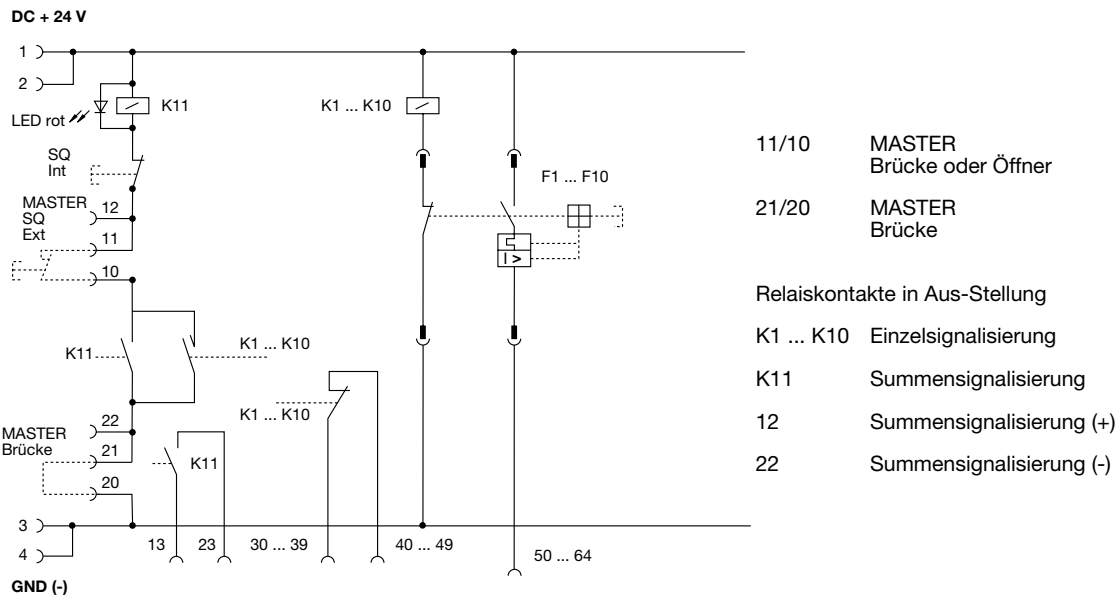 DC + 24 V
1
2
K11
K1 ... K10
LED rot
SQ
Int
MASTER
SQ
Ext
12
11
10
F1 ... F10
K11
K1 ... K10
K1 ... K10
MASTER
Brücke
22
21
20
K11
I >
3
4
13
23
30 ... 39
40 ... 49
50 ... 64
GND (-)
11/10 MASTER
Brücke oder Öffner
21/20 MASTER
Brücke
Relaiskontakte in Aus-Stellung
K1 ... K10 Einzelsignalisierung
K11 Summensignalisierung
12 Summensignalisierung (+)
22 Summensignalisierung (-)